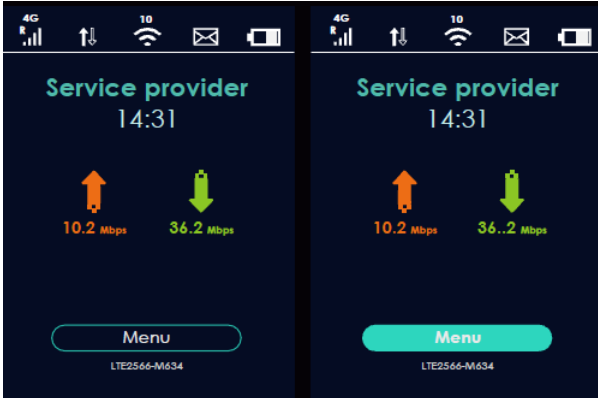 4G 10
R
Service provider
14:31
10.2 Mbps 36.2 Mbps
Menu
LTE2566-M634
4G 10
R
Service provider
14:31
10.2 Mbps 36..2 Mbps
Menu
LTE2566-M634